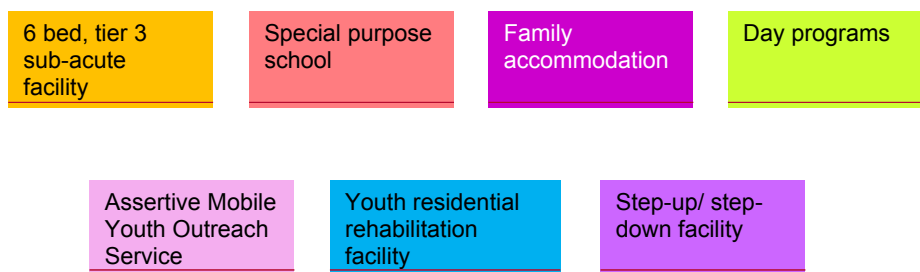 6 bed, tier 3
sub-acute
facility
Special purpose
school
Family
accommodation
Day programs
Assertive Mobile
Youth Outreach
Service
Youth residential
rehabilitation
facility
Step-up/ step-
down facility